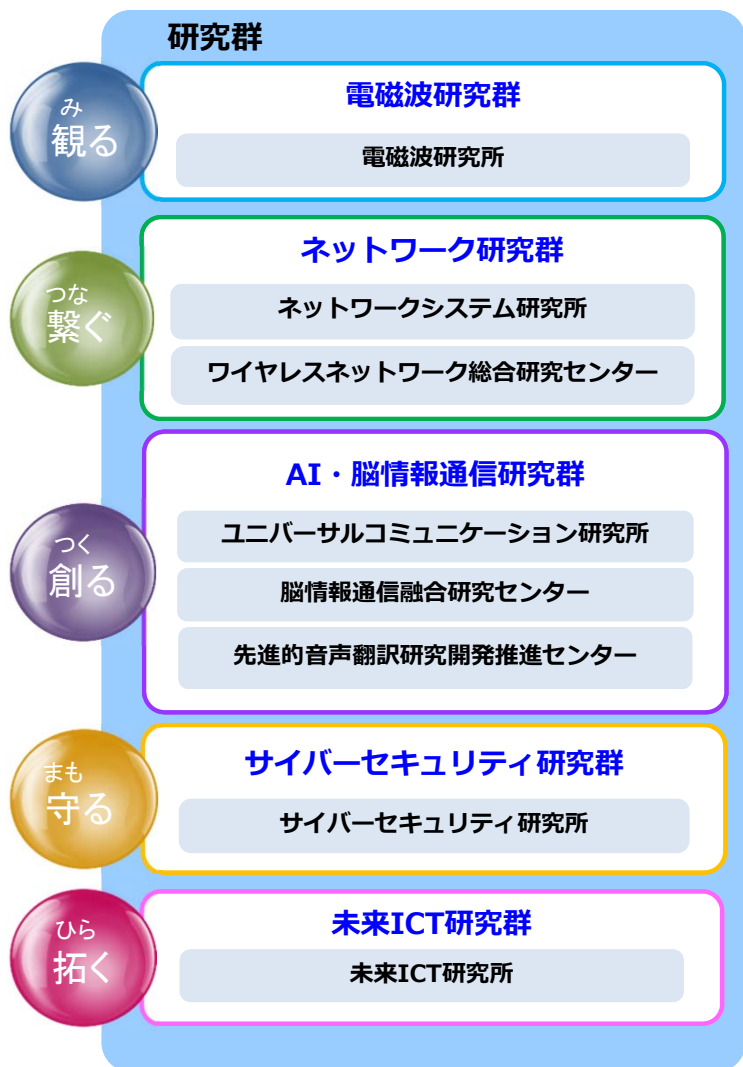 研究群
み
観る
電磁波研究群
電磁波研究所
つな
繋ぐ
ネットワーク研究群
ネットワークシステム研究所
ワイヤレスネットワーク総合研究センター
つく
創る
AI・脳情報通信研究群
ユニバーサルコミュニケーション研究所
脳情報通信融合研究センター
先進的音声翻訳研究開発推進センター
まも
守る
サイバーセキュリティ研究群
サイバーセキュリティ研究所
ひら
拓く
未来ICT研究群
未来ICT研究所